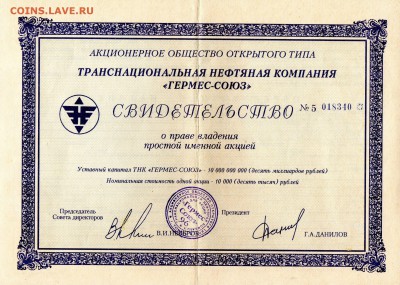 COINS.LAVE.RU
АКЦИОНЕРНОЕ ОБЩЕСТВО ОТКРЫТОГО ТИПА
ТРАНСНАЦИОНАЛЬНАЯ НЕФТЯНАЯ КОМПАНИЯ
«ГЕРМЕС-СОЮЗ»
СВИДЕТЕЛЬСТВО № 5 018340
о праве владения
простой именной акцией
Уставный капитал ТНК «ГЕРМЕС-СОЮЗ» - 10 000 000 000 (десять миллиардов рублей)
Номинальная стоимость одной акции - 10 000 (десять тысяч) рублей
Председатель
Совета директоров
В.И.
Президент
Г.А.ДАНИЛОВ
Гермес
Союз